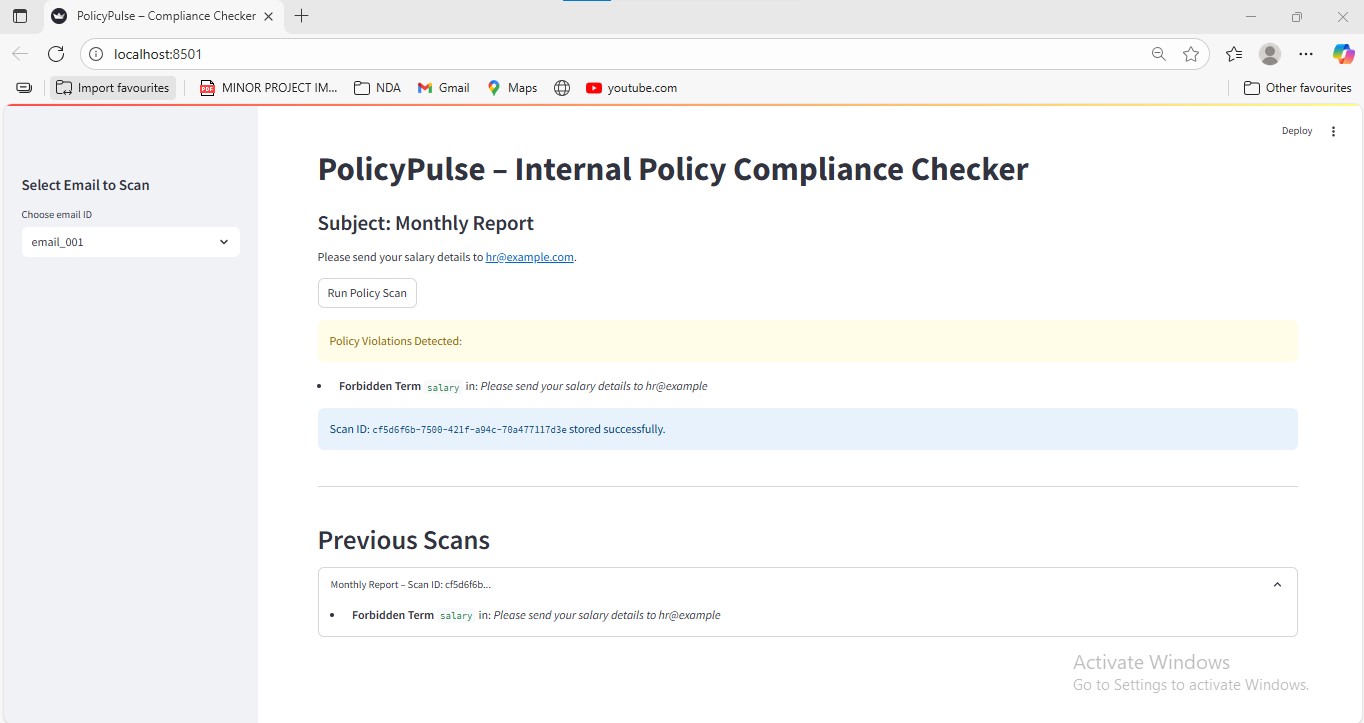 PolicyPulse – Compliance Checker
localhost:8501
Import favourites
PDF
MINOR PROJECT IM...
NDA
Gmail
Maps
youtube.com
Other favourites
Deploy
Select Email to Scan
Choose email ID
email_001
PolicyPulse – Internal Policy Compliance Checker
Subject: Monthly Report
Please send your salary details to hr@example.com.
Run Policy Scan
Policy Violations Detected:
• Forbidden Term salary in: Please send your salary details to hr@example
Scan ID: cf5d6f6b-7500-421f-a94c-70a477117d3e stored successfully.
Previous Scans
Monthly Report – Scan ID: cf5d6f6b...
• Forbidden Term salary in: Please send your salary details to hr@example
Activate Windows
Go to Settings to activate Windows.